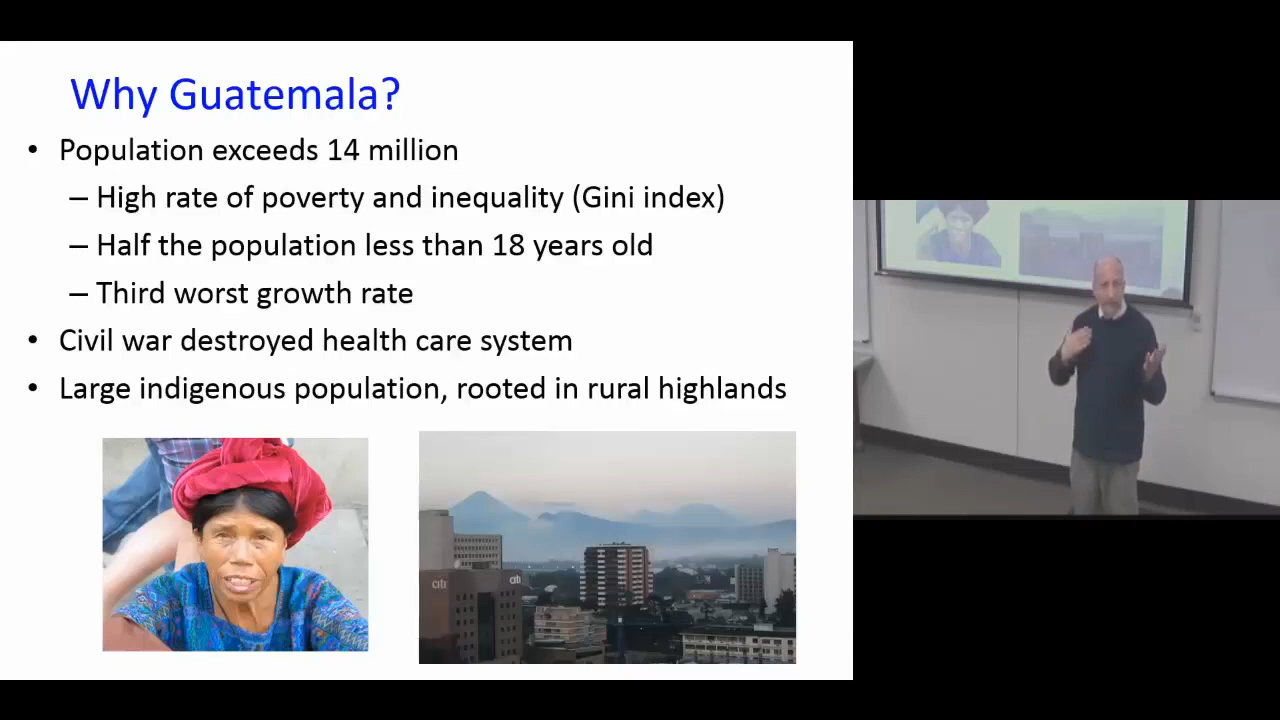 Why Guatemala?
• Population exceeds 14 million
– High rate of poverty and inequality (Gini index)
– Half the population less than 18 years old
– Third worst growth rate
• Civil war destroyed health care system
• Large indigenous population, rooted in rural highlands
citi
citi